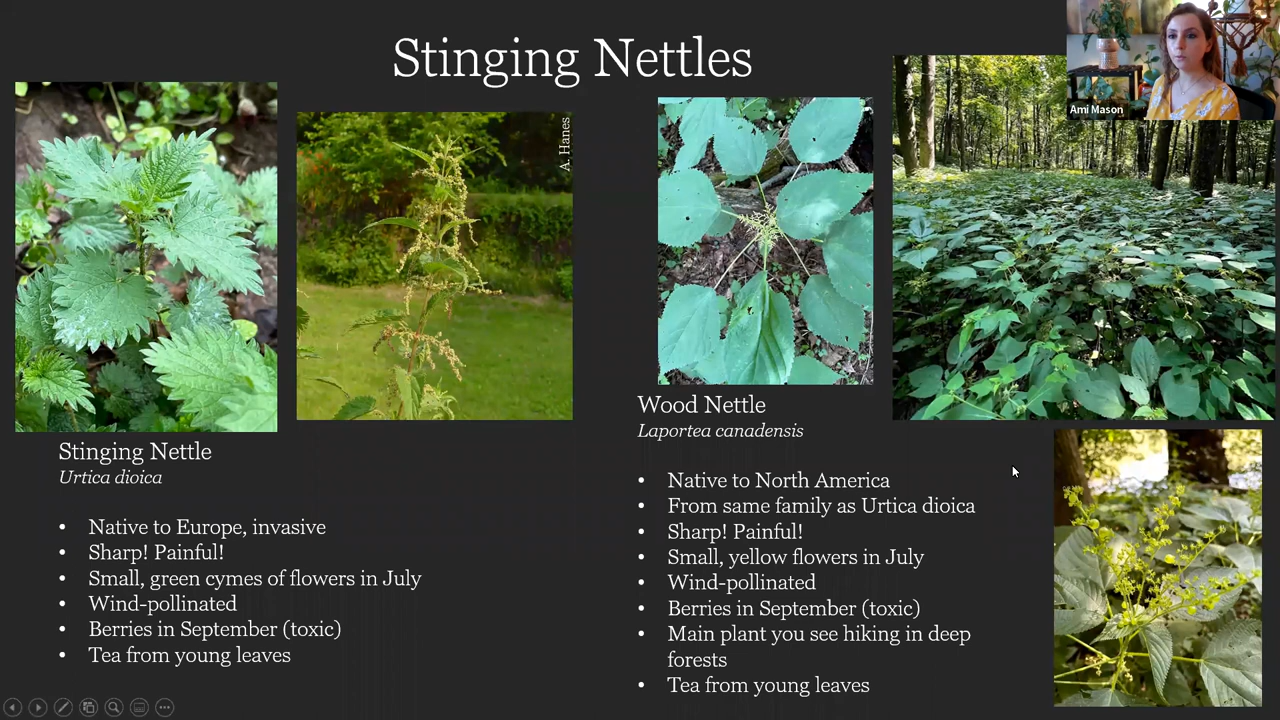 Stinging Nettles
Ami Mason
A. Hanes
Stinging Nettle
Urtica dioica
• Native to Europe, invasive
• Sharp! Painful!
• Small, green cymes of flowers in July
• Wind-pollinated
• Berries in September (toxic)
• Tea from young leaves
Wood Nettle
Laportea canadensis
• Native to North America
• From same family as Urtica dioica
• Sharp! Painful!
• Small, yellow flowers in July
• Wind-pollinated
• Berries in September (toxic)
• Main plant you see hiking in deep
forests
• Tea from young leaves